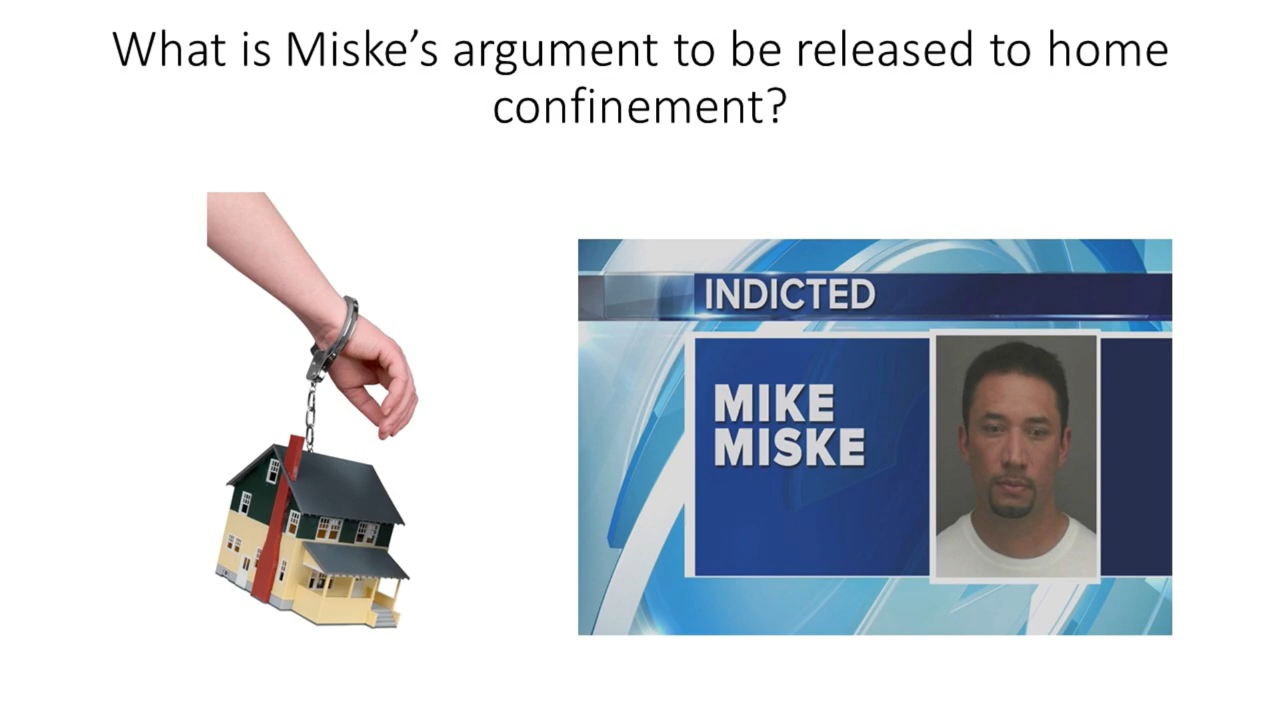 What is Miske’s argument to be released to home
confinement?
INDICTED
MIKE
MISKE